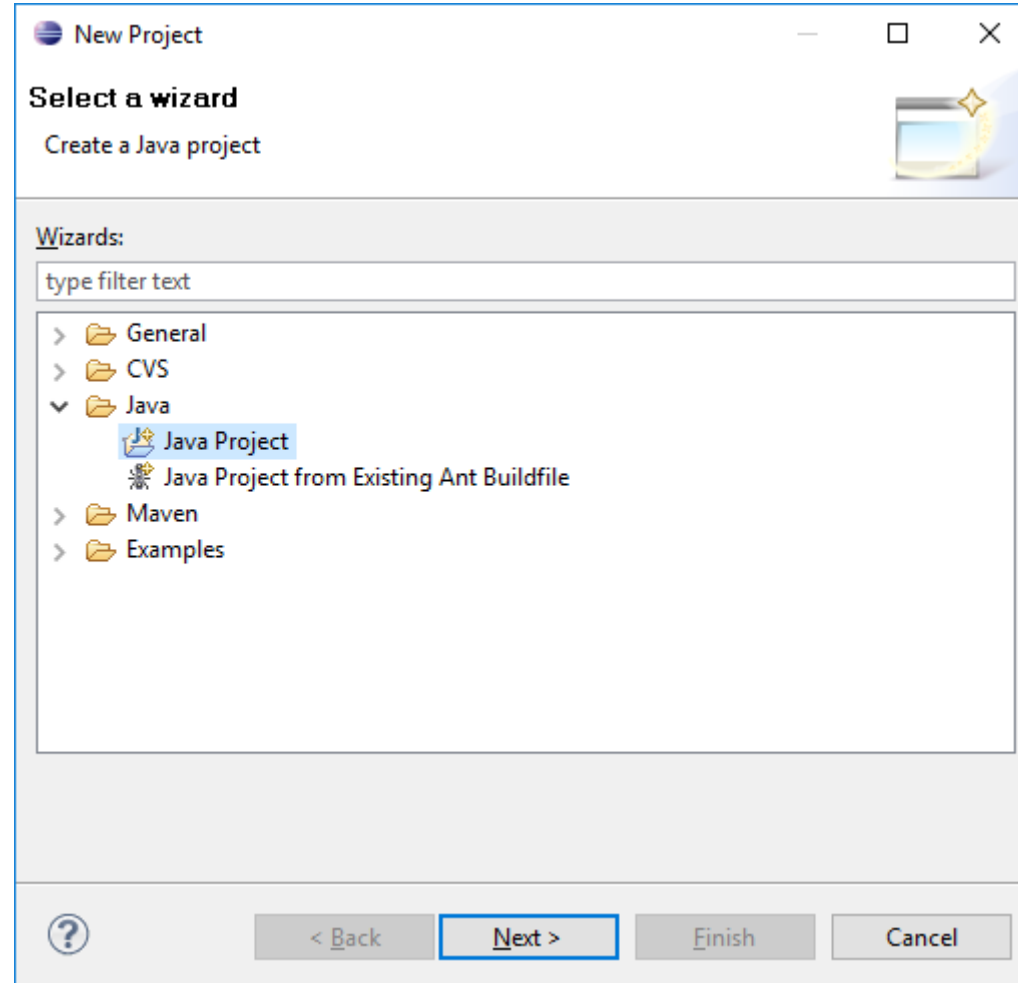 New Project
Select a wizard
Create a Java project
Wizards:
type filter text
General
CVS
Java
Java Project
Java Project from Existing Ant Buildfile
Maven
Examples
?
< Back Next > Finish Cancel